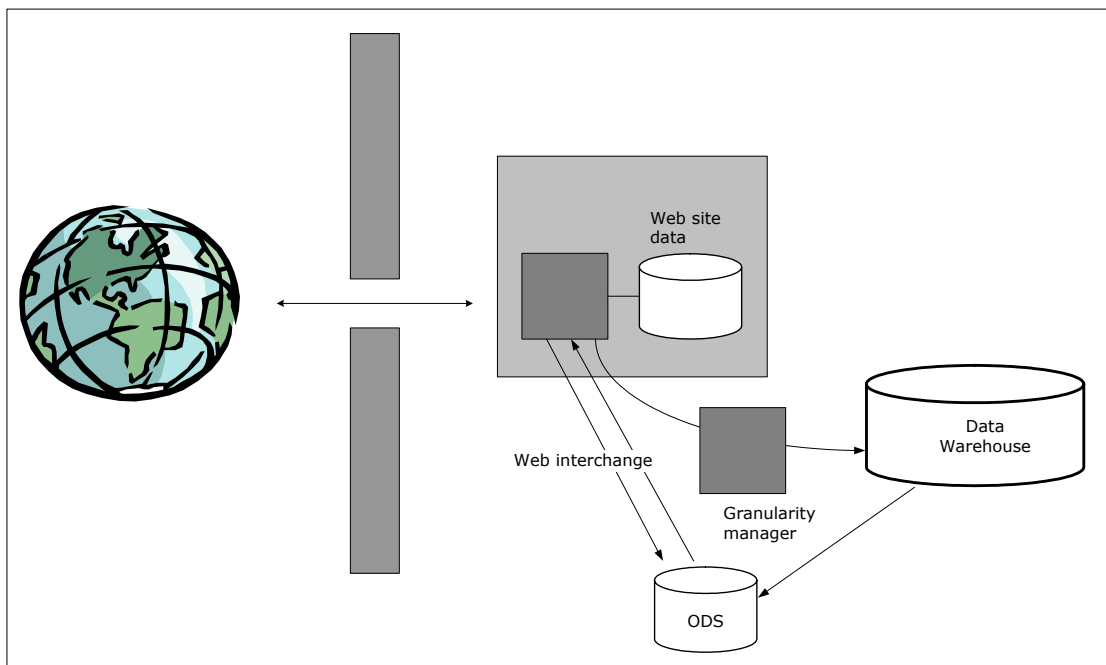 Web site
data
Data
Warehouse
Web interchange
Granularity
manager
ODS